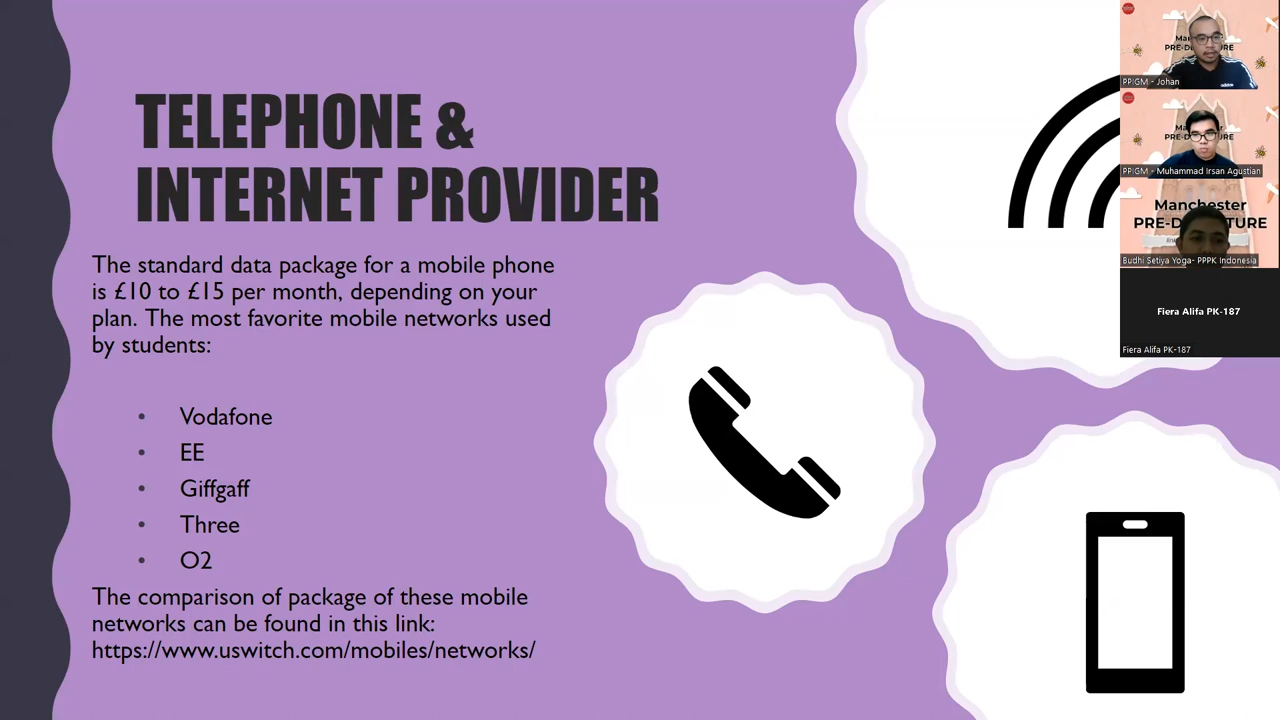 TELEPHONE &
INTERNET PROVIDER
The standard data package for a mobile phone
is £10 to £15 per month, depending on your
plan. The most favorite mobile networks used
by students:
• Vodafone
• EE
• Giffgaff
• Three
• O2
The comparison of package of these mobile
networks can be found in this link:
https://www.uswitch.com/mobiles/networks/
PPIGM - Johan
PPIGM - Muhammad Irsan Agustian
Manchester
Budhi Setiya Yoga- PPPK Indonesia
Fiera Alifa PK-187
Fiera Alifa PK-187